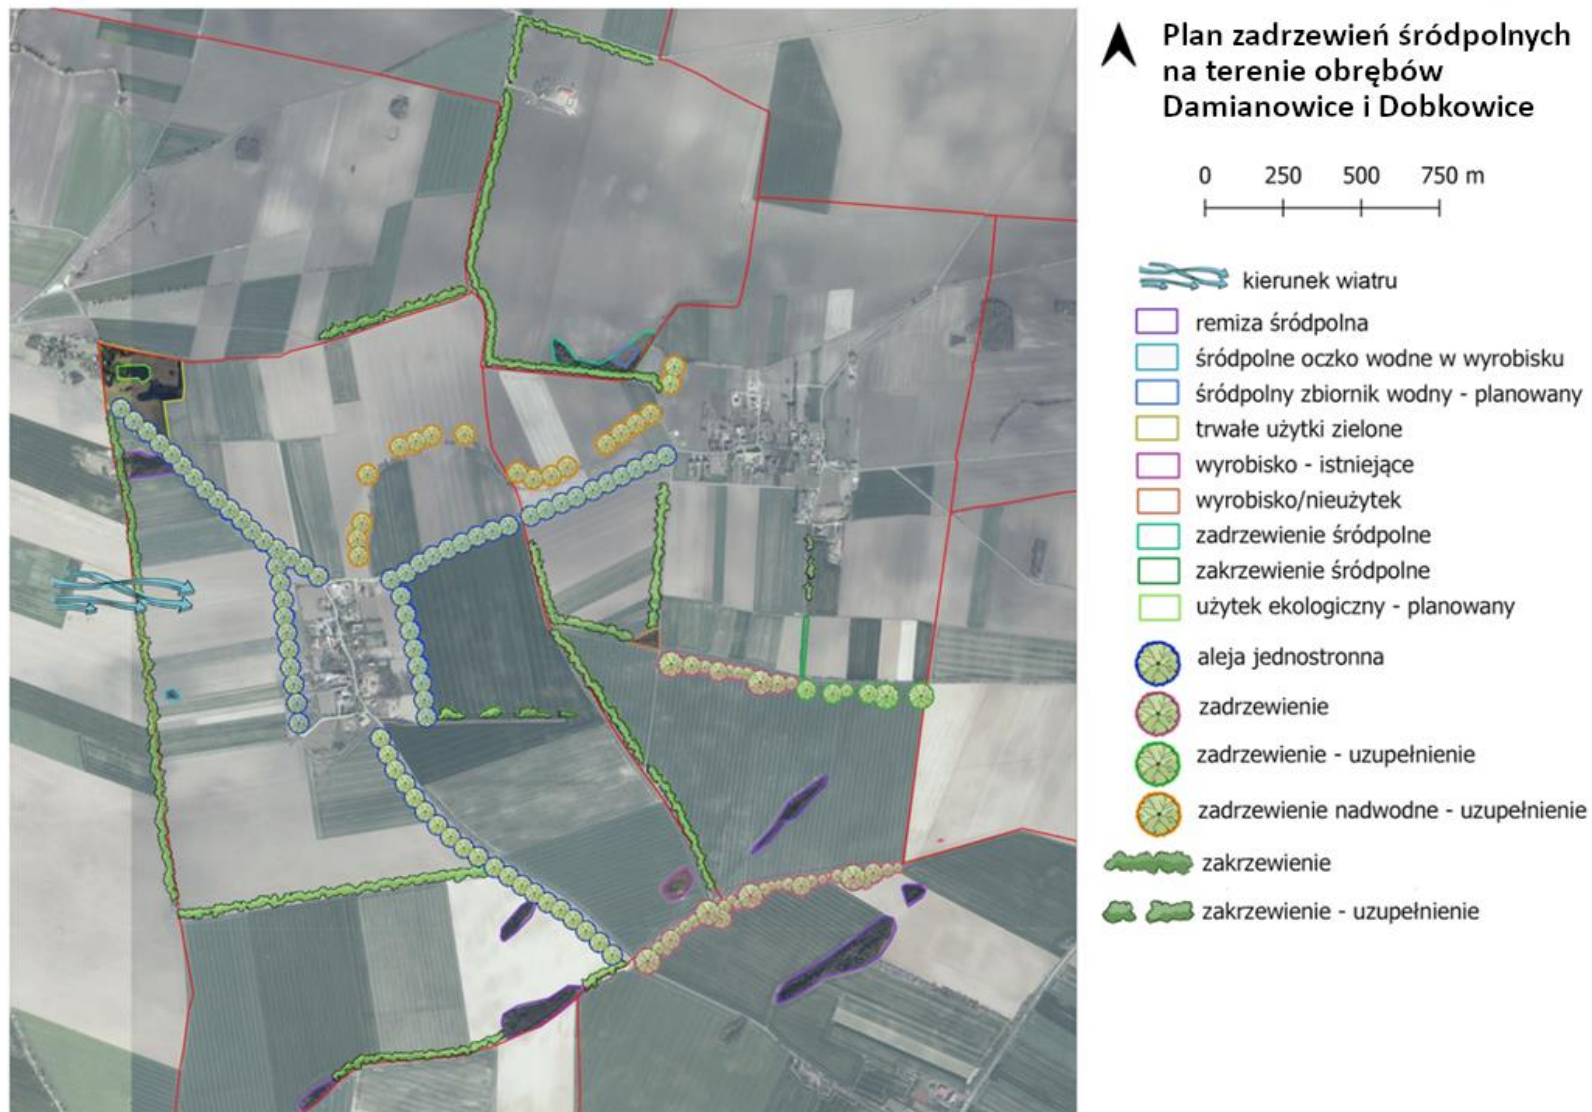 Plan zadrzewień śródpolnych
na terenie obrębów
Damianowice i Dobkowice
0 250 500 750 m
kierunek wiatru
remiza śródpolna
śródpolne oczko wodne w wyrobisku
śródpolny zbiornik wodny - planowany
trwałe użytki zielone
wyrobisko - istniejące
wyrobisko/nieużytek
zadrzewienie śródpolne
zakrzewienie śródpolne
użytek ekologiczny - planowany
aleja jednostronna
zadrzewienie
zadrzewienie - uzupełnienie
zadrzewienie nadwodne - uzupełnienie
zakrzewienie
zakrzewienie - uzupełnienie